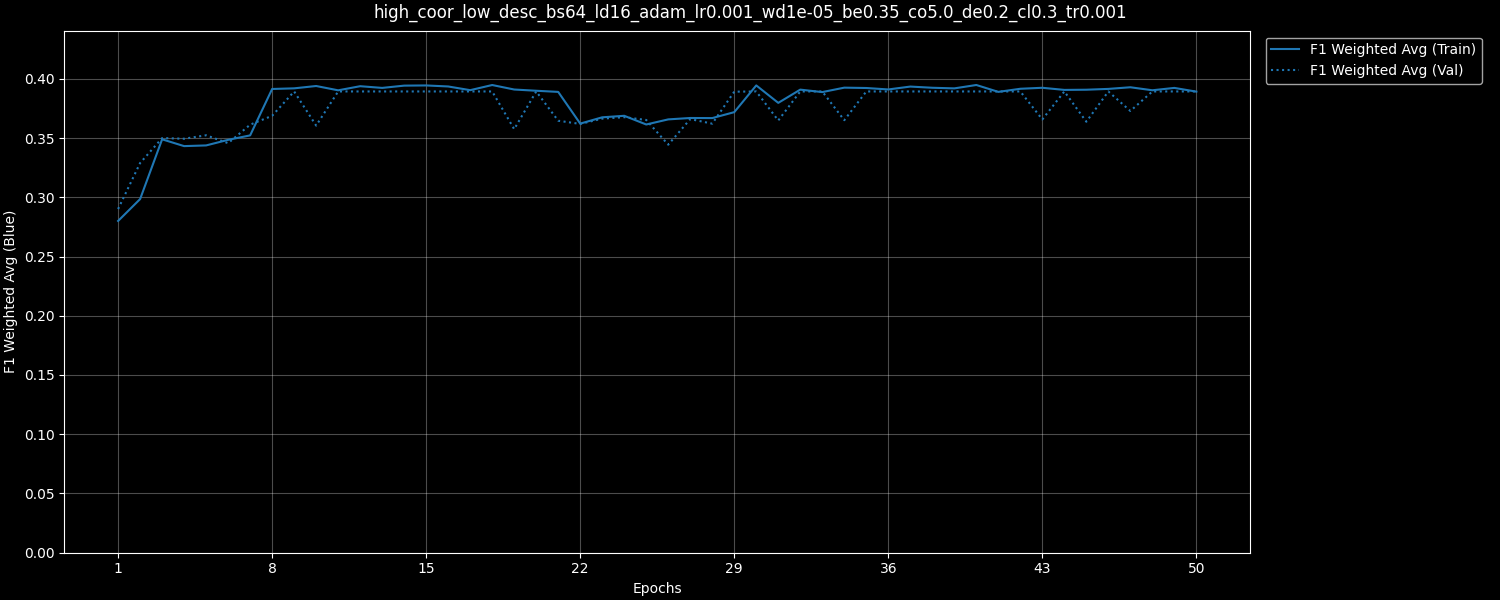 high_coor_low_desc_bs64_ld16_adam_lr0.001_wd1e-05_be0.35_co5.0_de0.2_cl0.3_tr0.001
F1 Weighted Avg (Train)
F1 Weighted Avg (Val)
0.40
0.35
0.30
0.25
0.20
0.15
0.10
0.05
0.00
F1 Weighted Avg (Blue)
1 8 15 22 29 36 43 50
Epochs